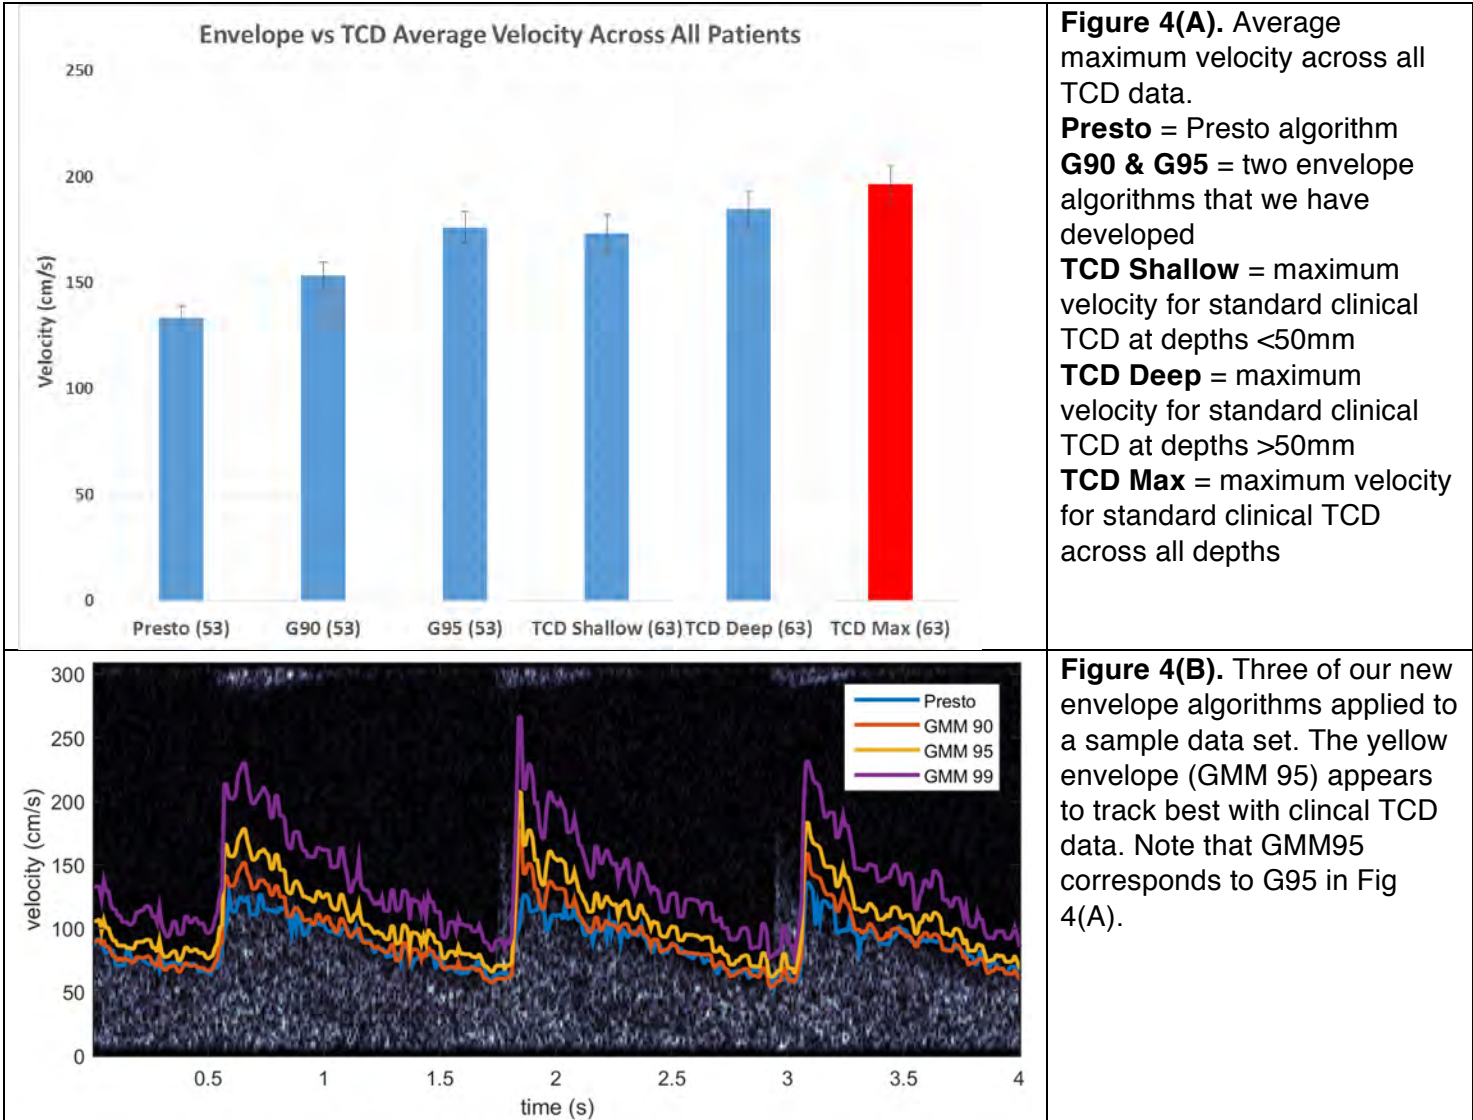 Envelope vs TCD Average Velocity Across All Patients
250
200
150
100
50
0
Velocity (cm/s)
Presto (53)
G90 (53)
G95 (53)
TCD Shallow (63)
TCD Deep (63)
TCD Max (63)
Figure 4(A). Average
maximum velocity across all
TCD data.
Presto = Presto algorithm
G90 & G95 = two envelope
algorithms that we have
developed
TCD Shallow = maximum
velocity for standard clinical
TCD at depths <50mm
TCD Deep = maximum
velocity for standard clinical
TCD at depths >50mm
TCD Max = maximum velocity
for standard clinical TCD
across all depths
300
250
200
150
100
50
0
velocity (cm/s)
Presto
GMM 90
GMM 95
GMM 99
0.5
1
1.5
2
2.5
3
3.5
4
time (s)
Figure 4(B). Three of our new
envelope algorithms applied to
a sample data set. The yellow
envelope (GMM 95) appears
to track best with clincal TCD
data. Note that GMM95
corresponds to G95 in Fig
4(A).